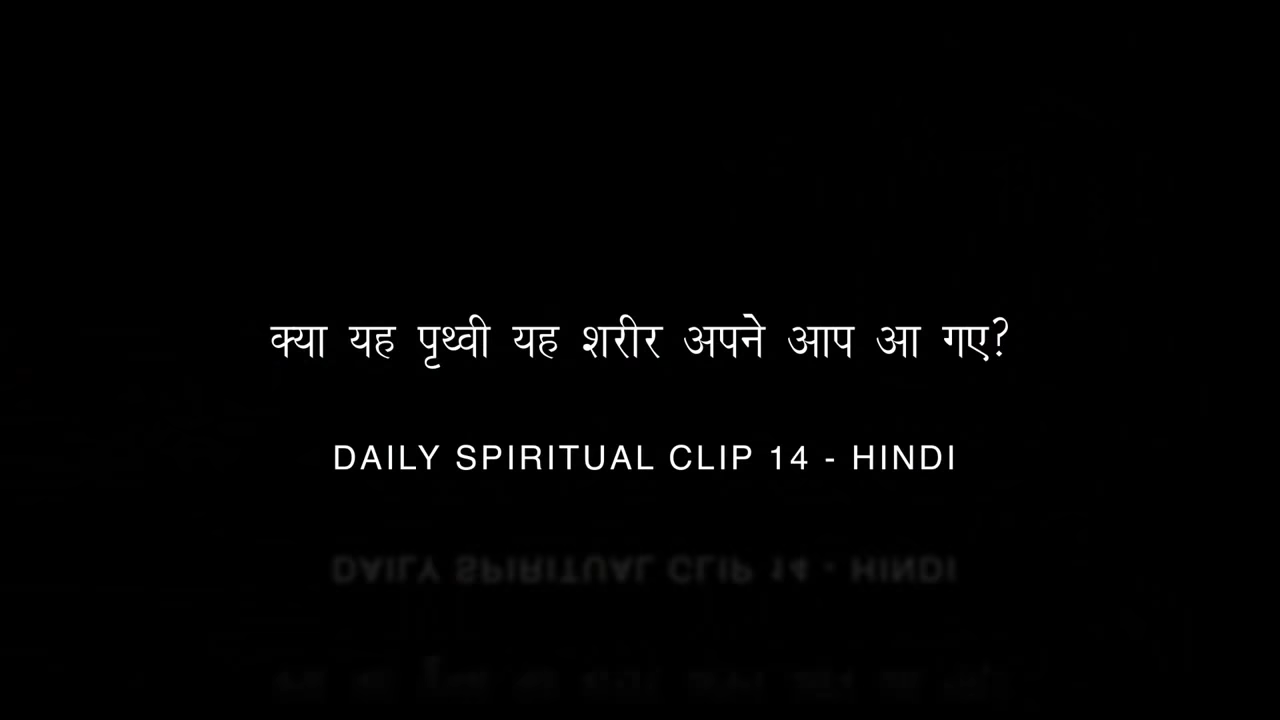 क्या यह पृथ्वी यह शरीर अपने आप आ गए?
DAILY SPIRITUAL CLIP 14 - HINDI